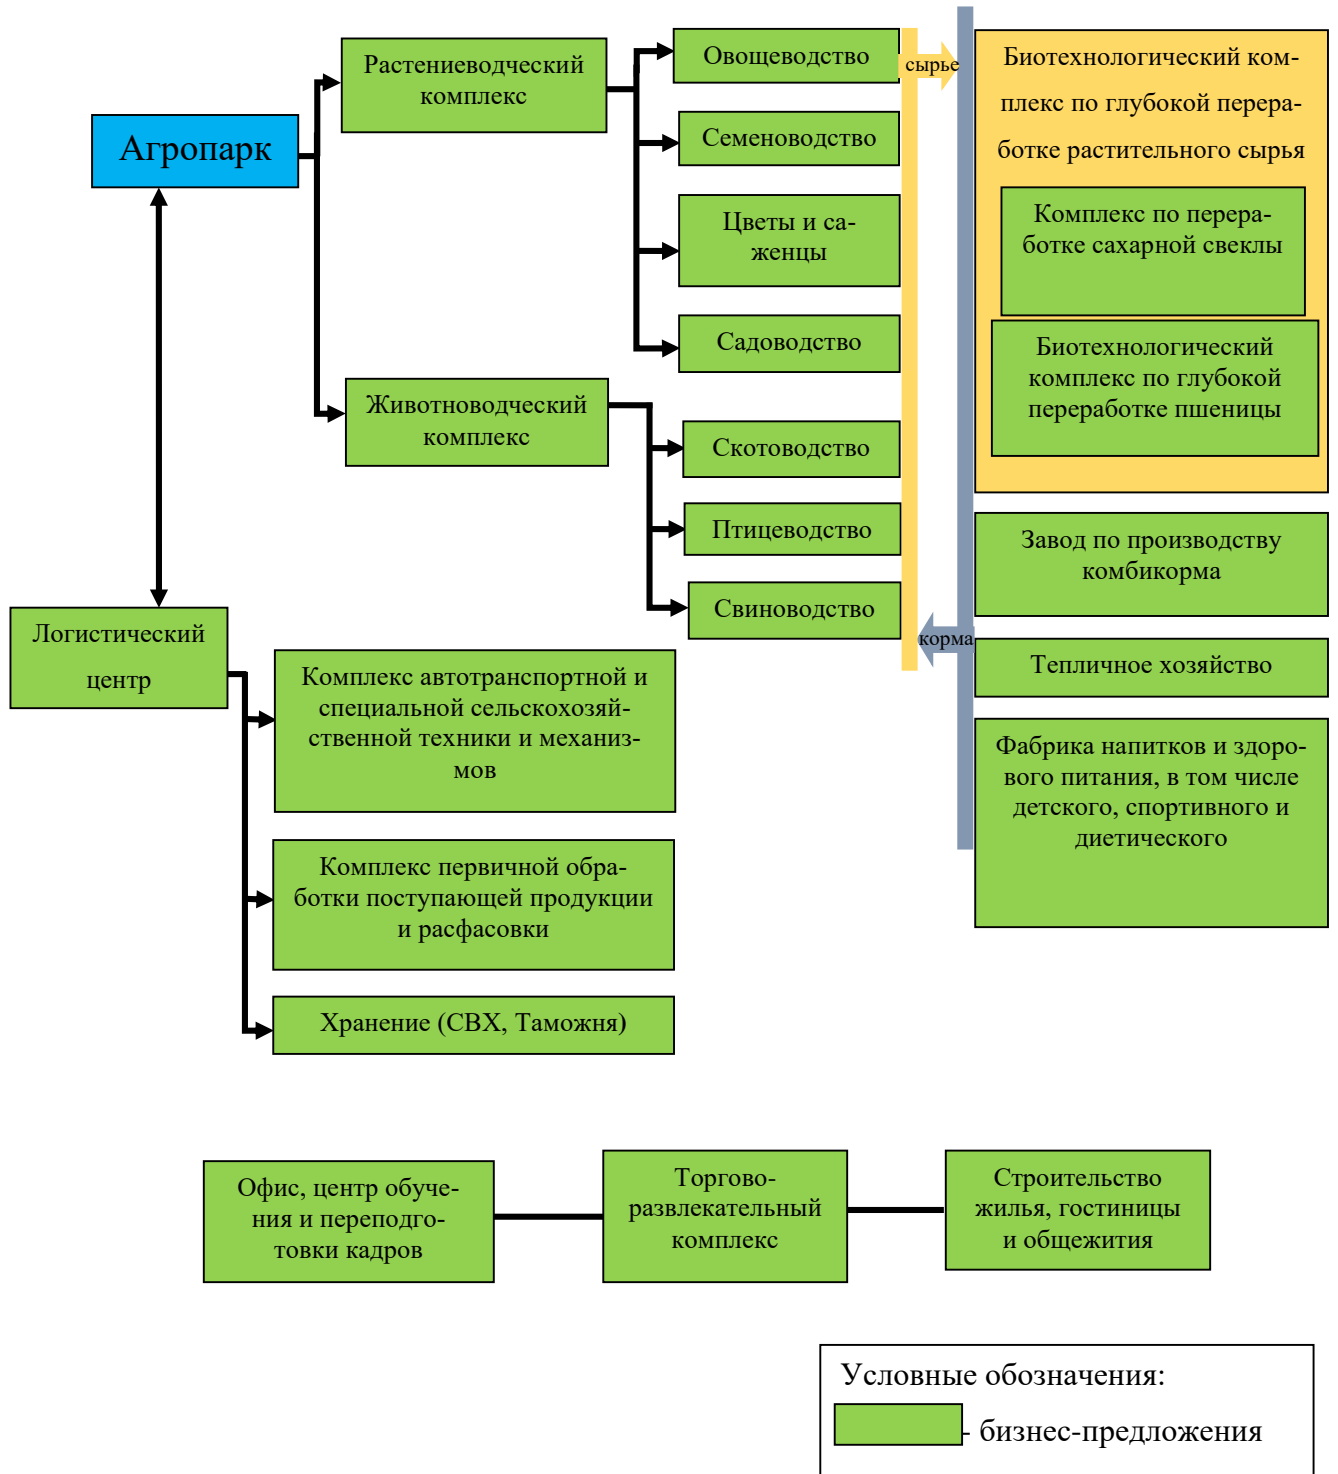 Агропарк
Растениеводческий
комплекс
Овощеводство
Семеноводство
Цветы и са-
женцы
Садоводство
Животноводческий
комплекс
Скотоводство
Птицеводство
Свиноводство
сырье
корма
Биотехнологический ком-
плекс по глубокой перера-
ботке растительного сырья
Комплекс по перера-
ботке сахарной свеклы
Биотехнологический
комплекс по глубокой
переработке пшеницы
Завод по производству
комбикорма
Тепличное хозяйство
Фабрика напитков и здоро-
вого питания, в том числе
детского, спортивного и
диетического
Логистический
центр
Комплекс автотранспортной и
специальной сельскохозяй-
ственной техники и механиз-
мов
Комплекс первичной обра-
ботки поступающей продукции
и расфасовки
Хранение (СВХ, Таможня)
Офис, центр обуче-
ния и переподго-
товки кадров
Торгово-
развлекательный
комплекс
Строительство
жилья, гостиницы
и общежития
Условные обозначения:
- бизнес-предложения